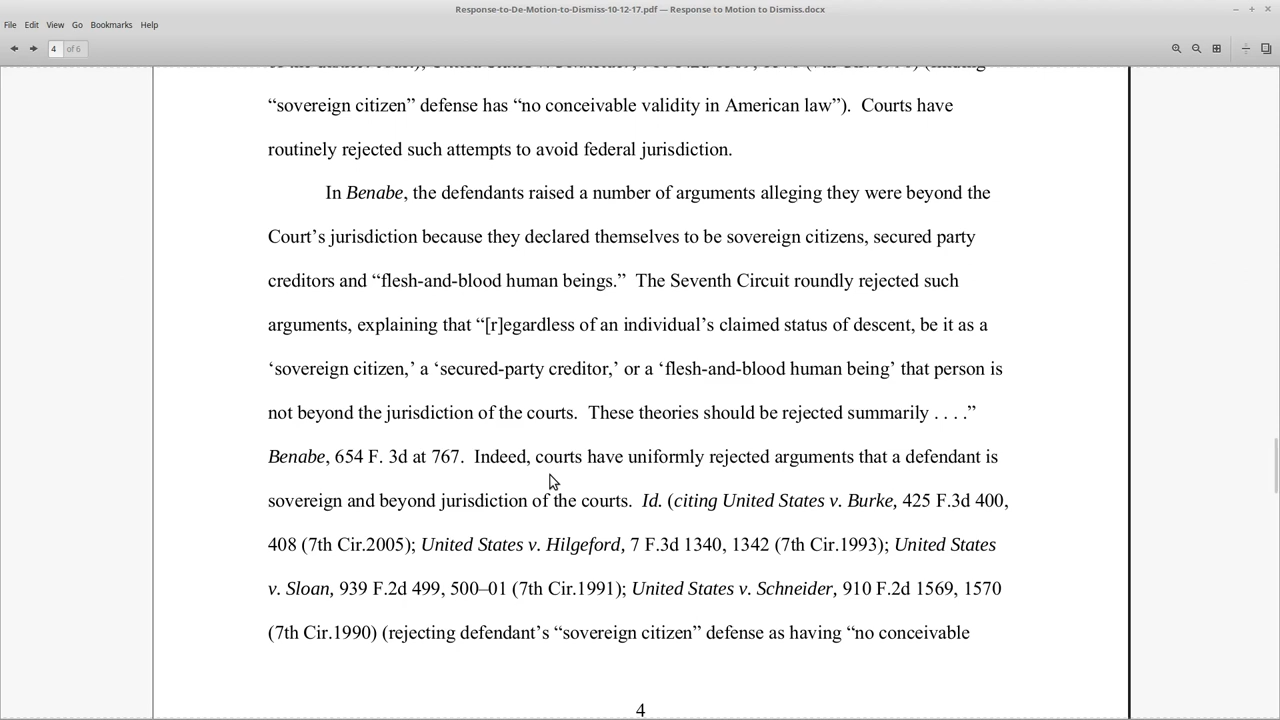 Response-to-De-Motion-to-Dismiss-10-12-17.pdf — Response to Motion to Dismiss.docx
File Edit View Go Bookmarks Help
4 of 6
“sovereign citizen” defense has “no conceivable validity in American law”).  Courts have
routinely rejected such attempts to avoid federal jurisdiction.
In Benabe, the defendants raised a number of arguments alleging they were beyond the
Court’s jurisdiction because they declared themselves to be sovereign citizens, secured party
creditors and “flesh-and-blood human beings.”  The Seventh Circuit roundly rejected such
arguments, explaining that “[r]egardless of an individual’s claimed status of descent, be it as a
‘sovereign citizen,’ a ‘secured-party creditor,’ or a ‘flesh-and-blood human being’ that person is
not beyond the jurisdiction of the courts.  These theories should be rejected summarily . . . .”
Benabe, 654 F. 3d at 767.  Indeed, courts have uniformly rejected arguments that a defendant is
sovereign and beyond jurisdiction of the courts.  Id. (citing United States v. Burke, 425 F.3d 400,
408 (7th Cir.2005); United States v. Hilgeford, 7 F.3d 1340, 1342 (7th Cir.1993); United States
v. Sloan, 939 F.2d 499, 500–01 (7th Cir.1991); United States v. Schneider, 910 F.2d 1569, 1570
(7th Cir.1990) (rejecting defendant’s “sovereign citizen” defense as having “no conceivable
4